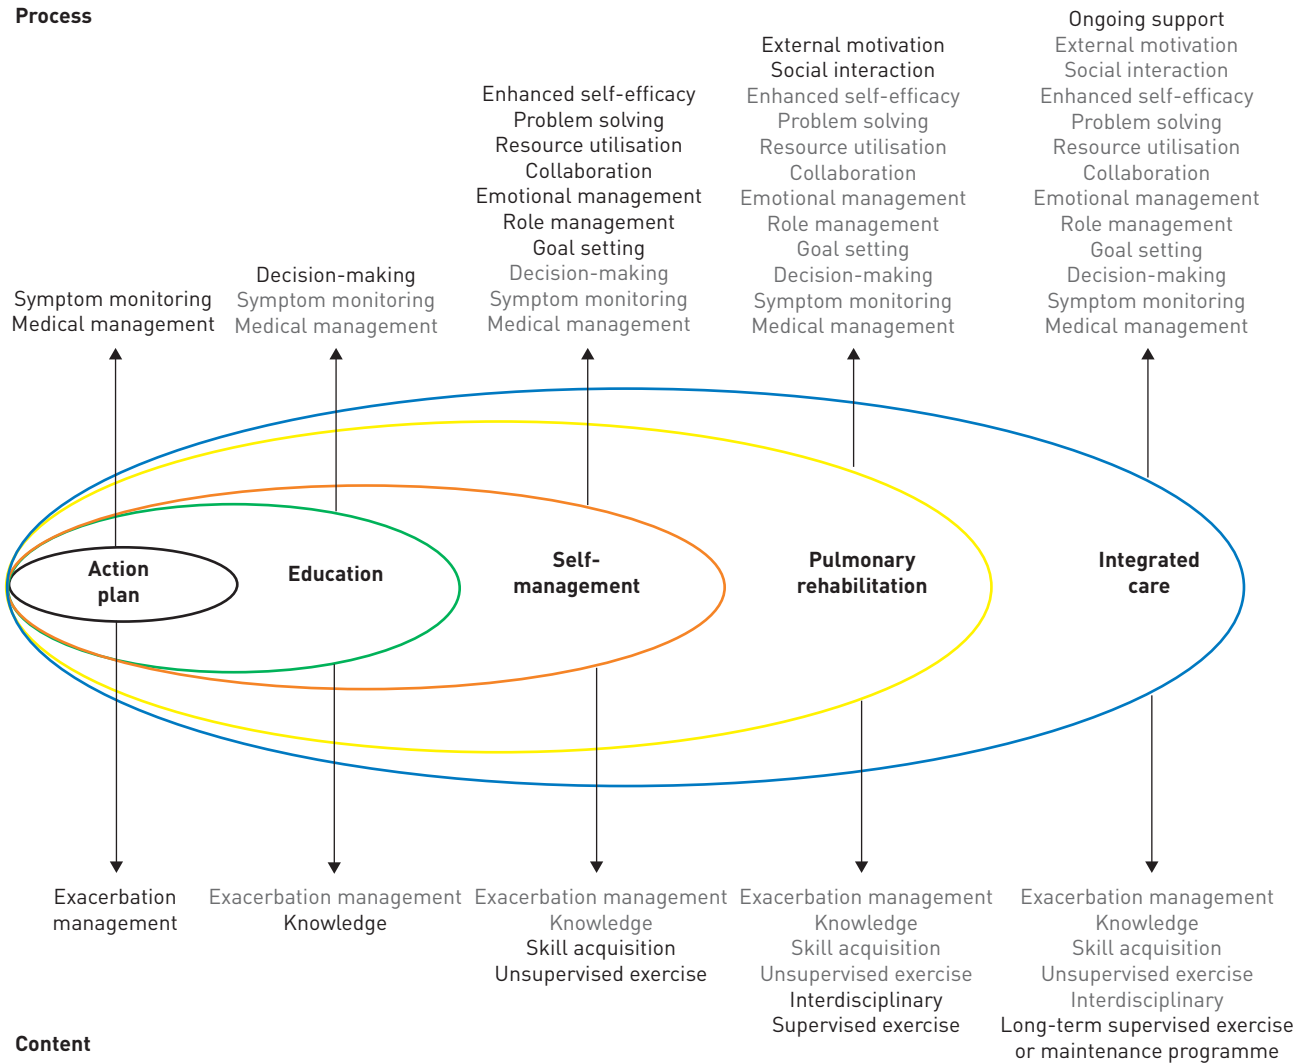 Process
Symptom monitoring
Medical management
Decision-making
Symptom monitoring
Medical management
Enhanced self-efficacy
Problem solving
Resource utilisation
Collaboration
Emotional management
Role management
Goal setting
Decision-making
Symptom monitoring
Medical management
External motivation
Social interaction
Enhanced self-efficacy
Problem solving
Resource utilisation
Collaboration
Emotional management
Role management
Goal setting
Decision-making
Symptom monitoring
Medical management
Ongoing support
External motivation
Social interaction
Enhanced self-efficacy
Problem solving
Resource utilisation
Collaboration
Emotional management
Role management
Goal setting
Decision-making
Symptom monitoring
Medical management
Action
plan
Education
Self-
management
Pulmonary
rehabilitation
Integrated
care
Exacerbation
management
Exacerbation management
Knowledge
Exacerbation management
Knowledge
Skill acquisition
Unsupervised exercise
Exacerbation management
Knowledge
Skill acquisition
Unsupervised exercise
Interdisciplinary
Supervised exercise
Exacerbation management
Knowledge
Skill acquisition
Unsupervised exercise
Interdisciplinary
Long-term supervised exercise
or maintenance programme
Content